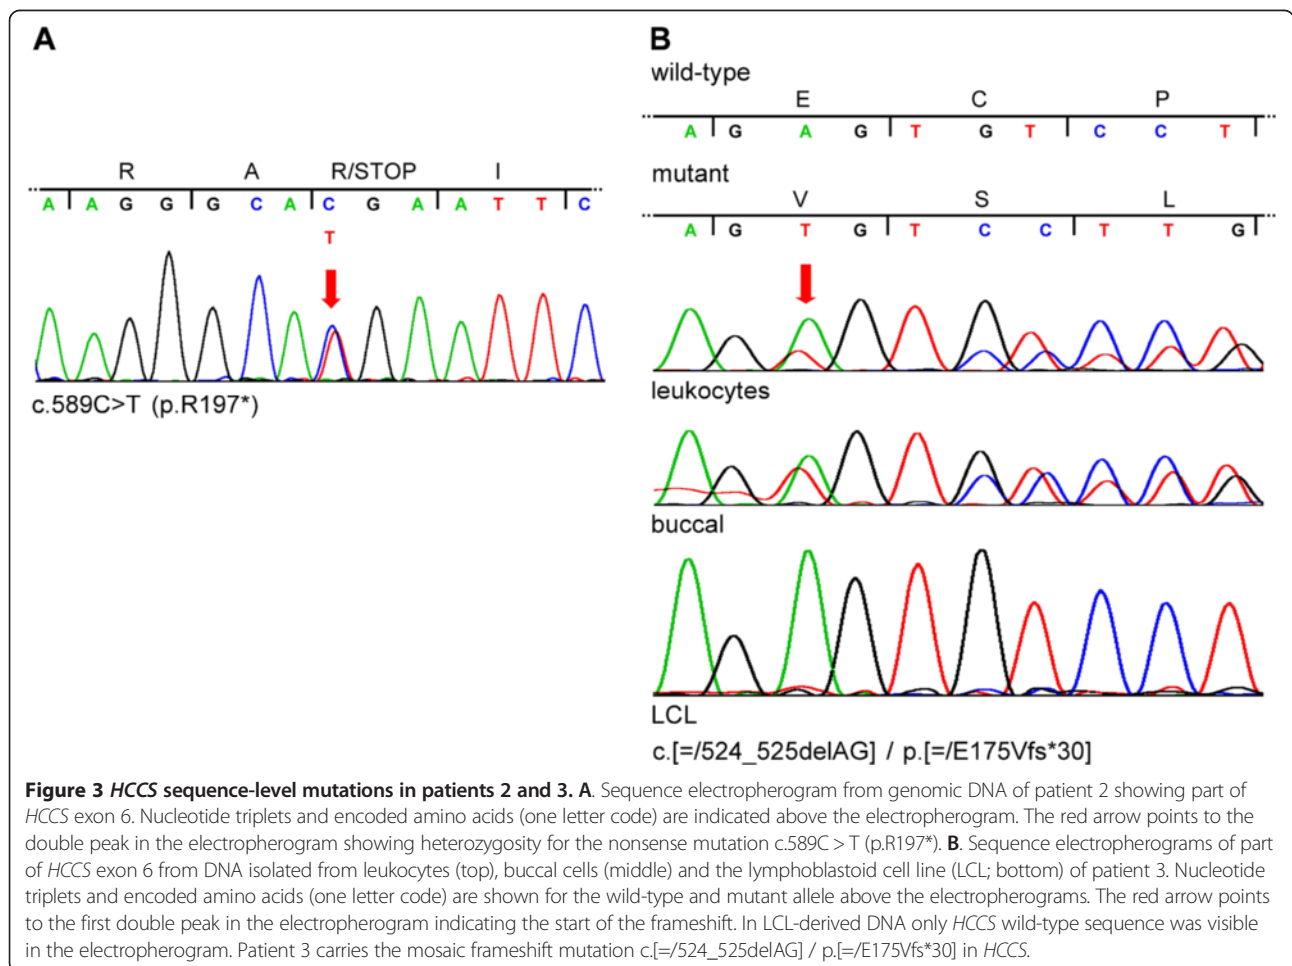 A
R A R/STOP I
A A G G G C A C G A A T T C
T
c.589C>T (p.R197*)
B
wild-type
E C P
A G A G T G T C C T
mutant
V S L
A G T G T C C T T G
leukocytes
buccal
LCL
c.[=/524_525delAG] / p.[=/E175Vfs*30]
Figure 3 HCCS sequence-level mutations in patients 2 and 3. A. Sequence electropherogram from genomic DNA of patient 2 showing part of
HCCS exon 6. Nucleotide triplets and encoded amino acids (one letter code) are indicated above the electropherogram. The red arrow points to the
double peak in the electropherogram showing heterozygosity for the nonsense mutation c.589C > T (p.R197*). B. Sequence electropherograms of part
of HCCS exon 6 from DNA isolated from leukocytes (top), buccal cells (middle) and the lymphoblastoid cell line (LCL; bottom) of patient 3. Nucleotide
triplets and encoded amino acids (one letter code) are shown for the wild-type and mutant allele above the electropherograms. The red arrow points
to the first double peak in the electropherogram indicating the start of the frameshift. In LCL-derived DNA only HCCS wild-type sequence was visible
in the electropherogram. Patient 3 carries the mosaic frameshift mutation c.[=/524_525delAG] / p.[=/E175Vfs*30] in HCCS.